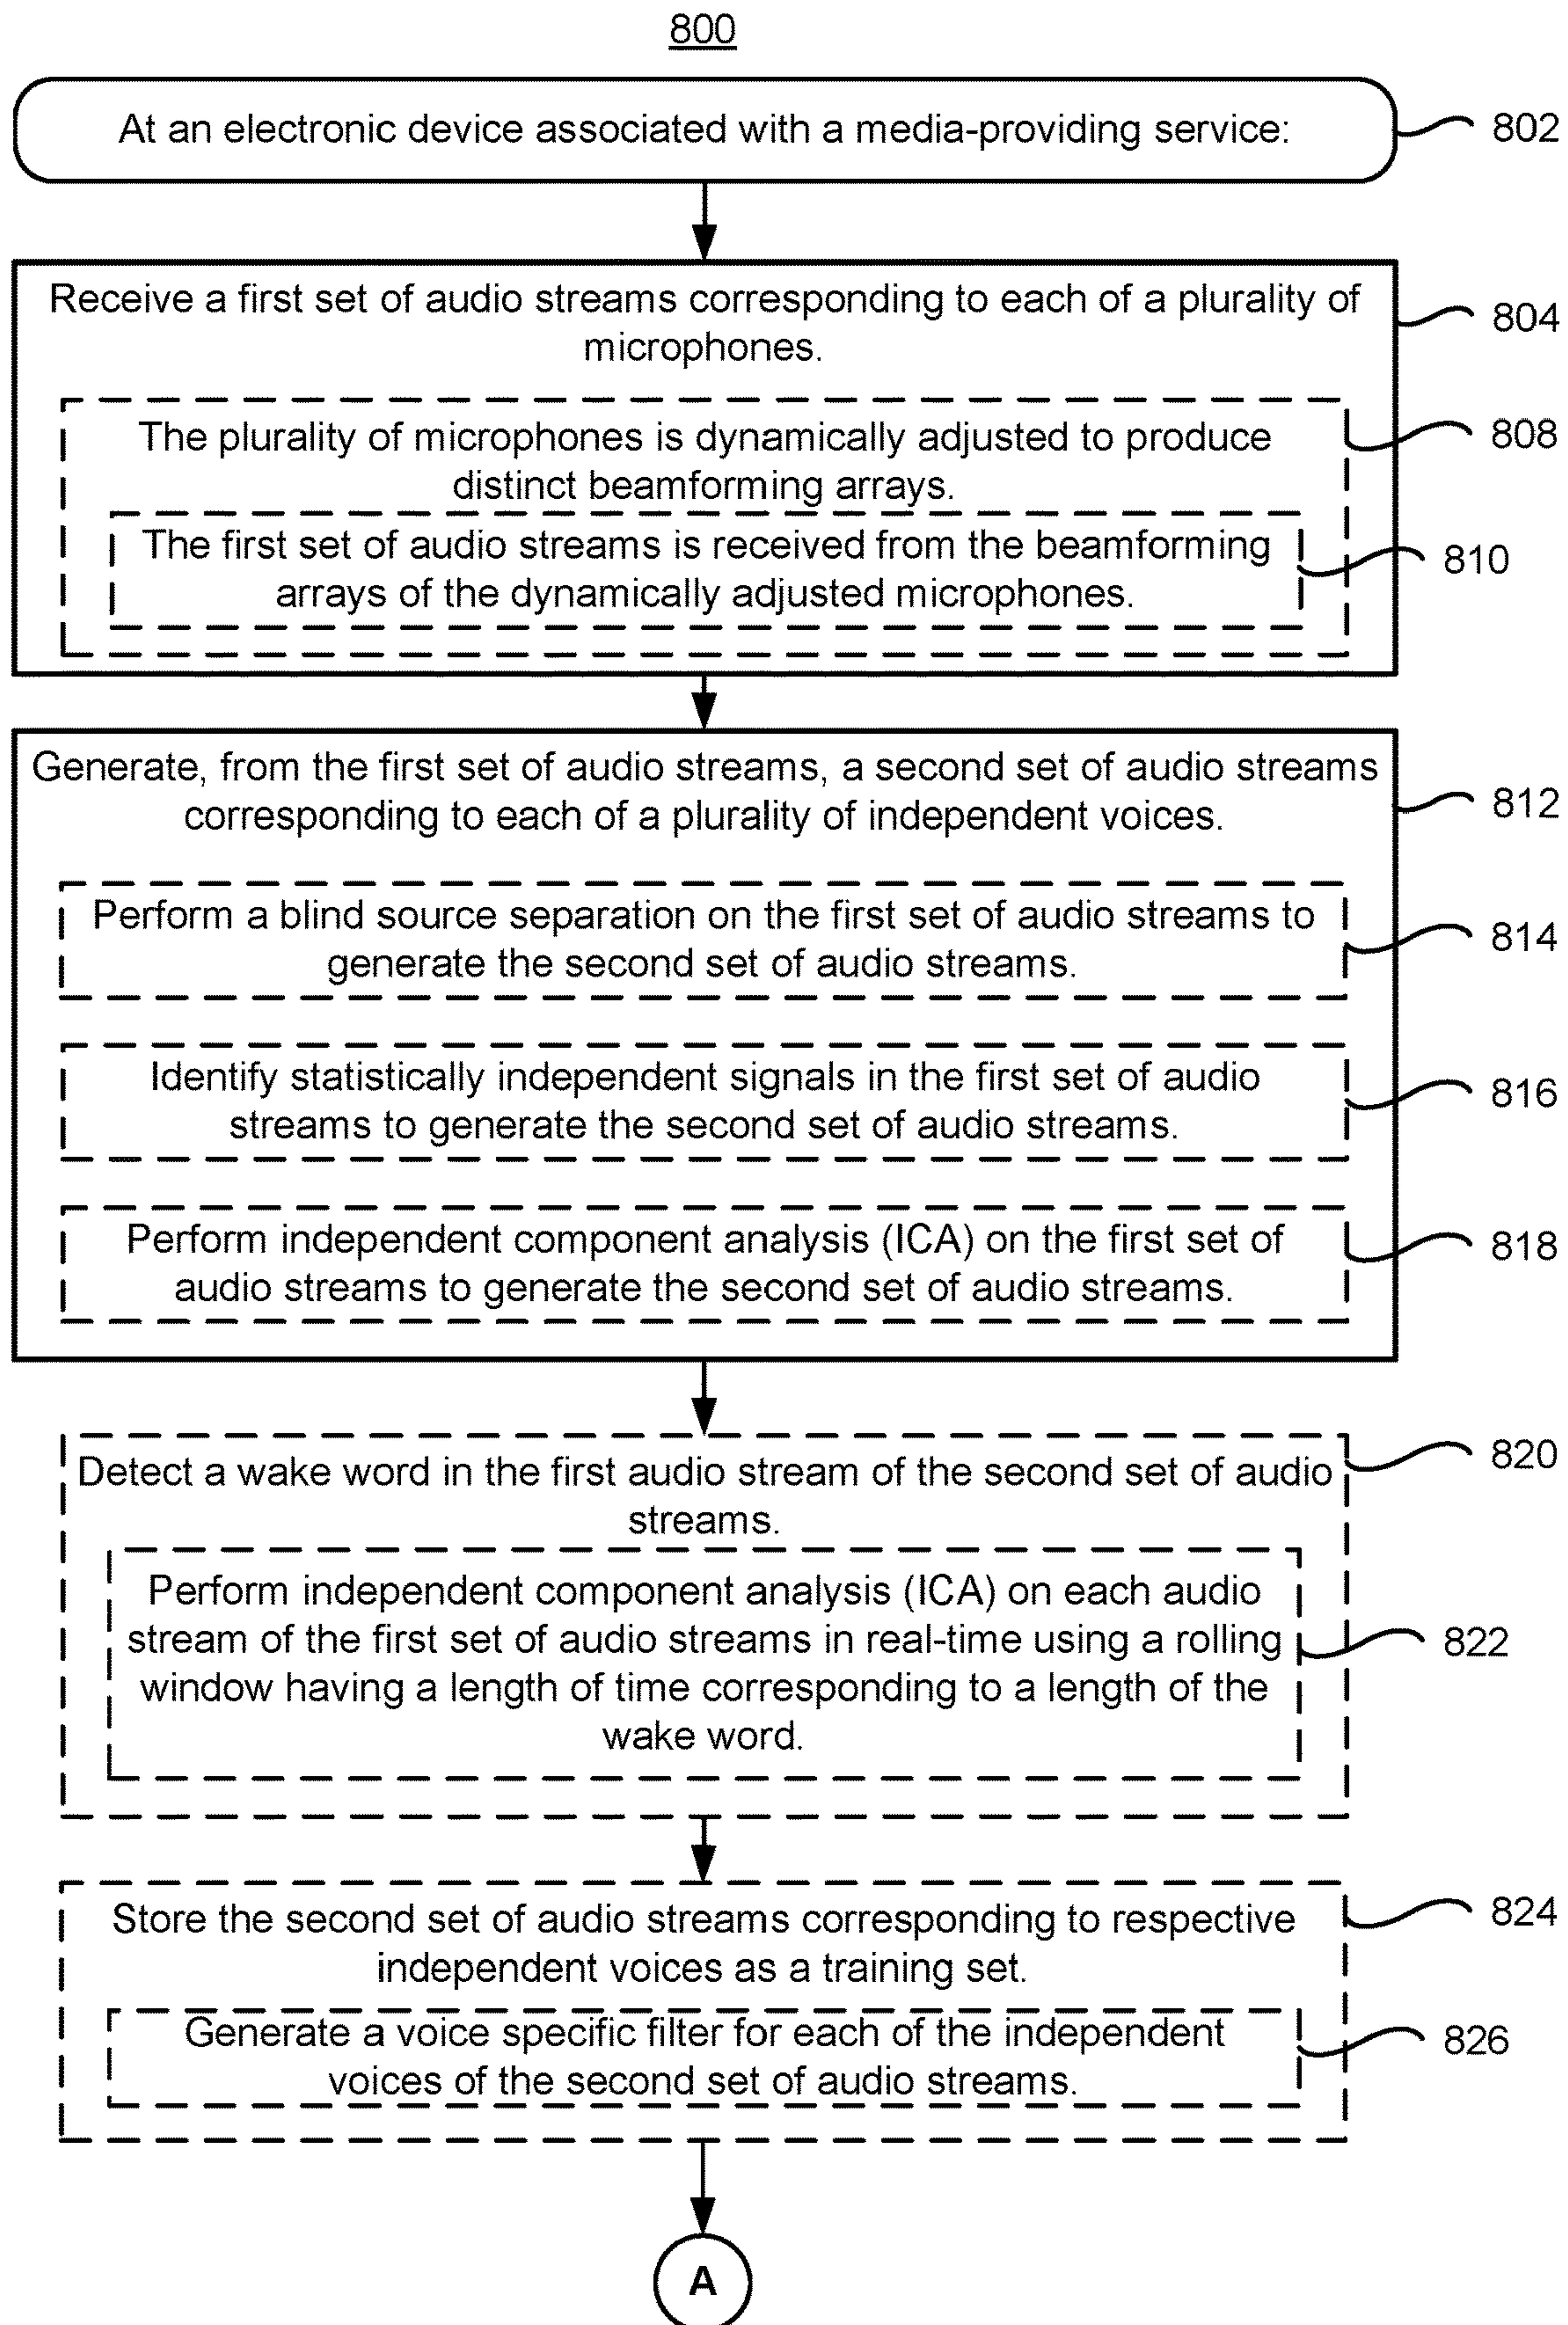 800
At an electronic device associated with a media-providing service:
802
Receive a first set of audio streams corresponding to each of a plurality of
microphones.
804
The plurality of microphones is dynamically adjusted to produce
distinct beamforming arrays.
808
The first set of audio streams is received from the beamforming
arrays of the dynamically adjusted microphones.
810
Generate, from the first set of audio streams, a second set of audio streams
corresponding to each of a plurality of independent voices.
812
Perform a blind source separation on the first set of audio streams to
generate the second set of audio streams.
814
Identify statistically independent signals in the first set of audio
streams to generate the second set of audio streams.
816
Perform independent component analysis (ICA) on the first set of
audio streams to generate the second set of audio streams.
818
Detect a wake word in the first audio stream of the second set of audio
streams.
820
Perform independent component analysis (ICA) on each audio
stream of the first set of audio streams in real-time using a rolling
window having a length of time corresponding to a length of the
wake word.
822
Store the second set of audio streams corresponding to respective
independent voices as a training set.
824
Generate a voice specific filter for each of the independent
voices of the second set of audio streams.
826
A